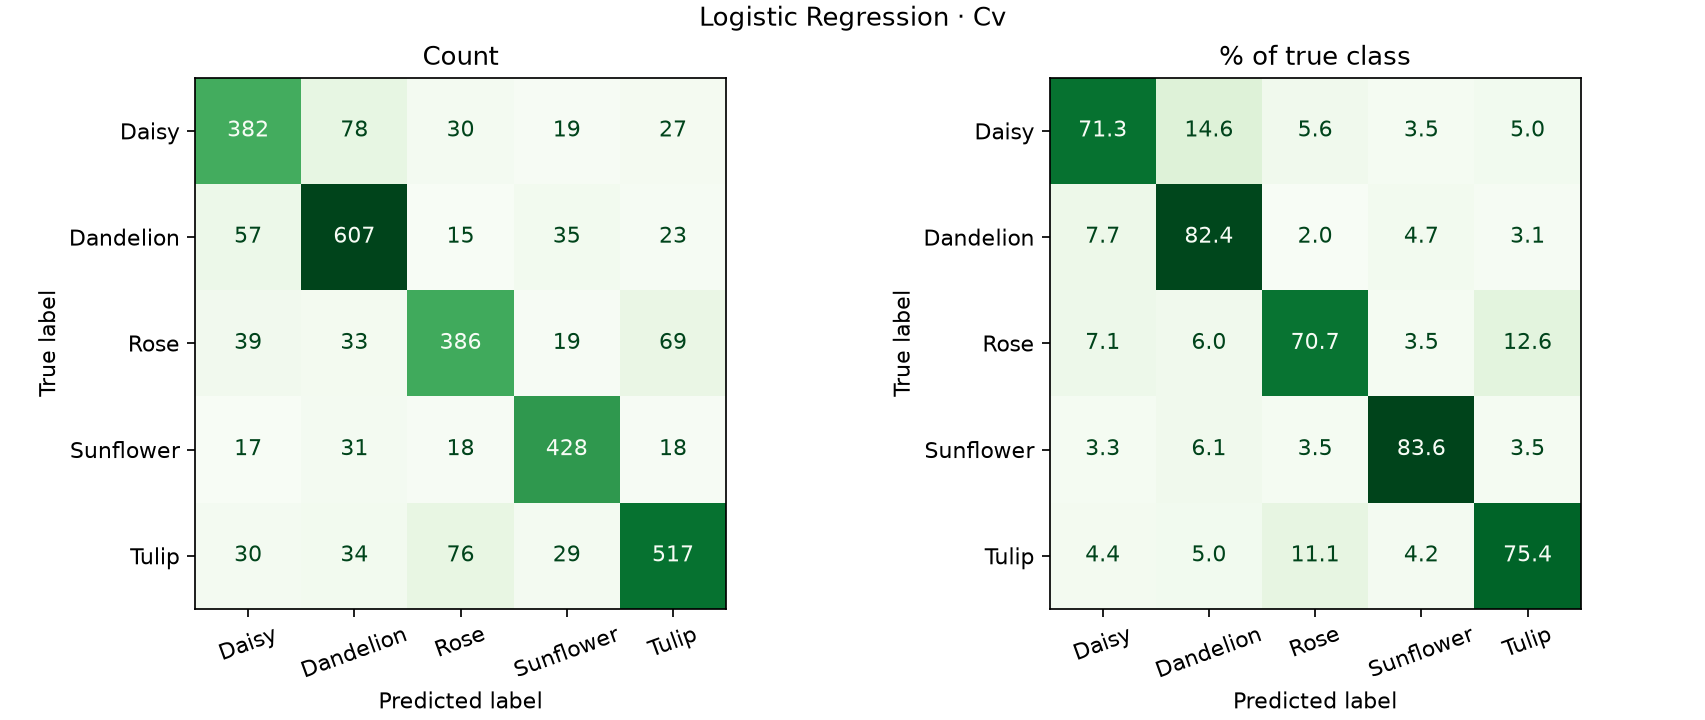 Logistic Regression · Cv
Count
Daisy 382 78 30 19 27
Dandelion 57 607 15 35 23
Rose 39 33 386 19 69
Sunflower 17 31 18 428 18
Tulip 30 34 76 29 517
True label
Daisy Dandelion Rose Sunflower Tulip
Predicted label
% of true class
Daisy 71.3 14.6 5.6 3.5 5.0
Dandelion 7.7 82.4 2.0 4.7 3.1
Rose 7.1 6.0 70.7 3.5 12.6
Sunflower 3.3 6.1 3.5 83.6 3.5
Tulip 4.4 5.0 11.1 4.2 75.4
True label
Daisy Dandelion Rose Sunflower Tulip
Predicted label